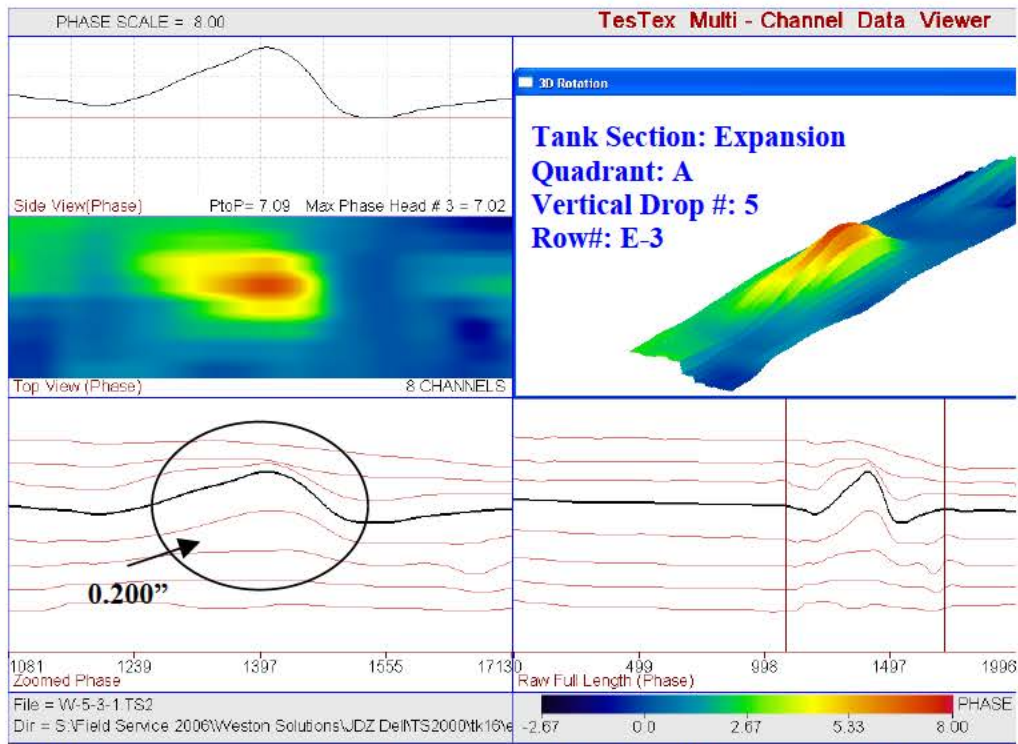 PHASE SCALE = 8.00
TesTex Multi - Channel Data Viewer
3D Rotation
Tank Section: Expansion
Quadrant: A
Vertical Drop #: 5
Row#: E-3
Side View(Phase) PtoP= 7.09 Max Phase Head # 3 = 7.02
Top View (Phase) 8 CHANNELS
0.200”
1081 1239 1397 1555 1713
Zoomed Phase
0 499 998 1497 1996
Raw Full Length (Phase)
File = W-5-3-1.TS2
Dir = S:\Field Service 2006\Weston Solutions\JDZ Dell\TS2000\tk16\e
PHASE
-2.67 0.0 2.67 5.33 8.00